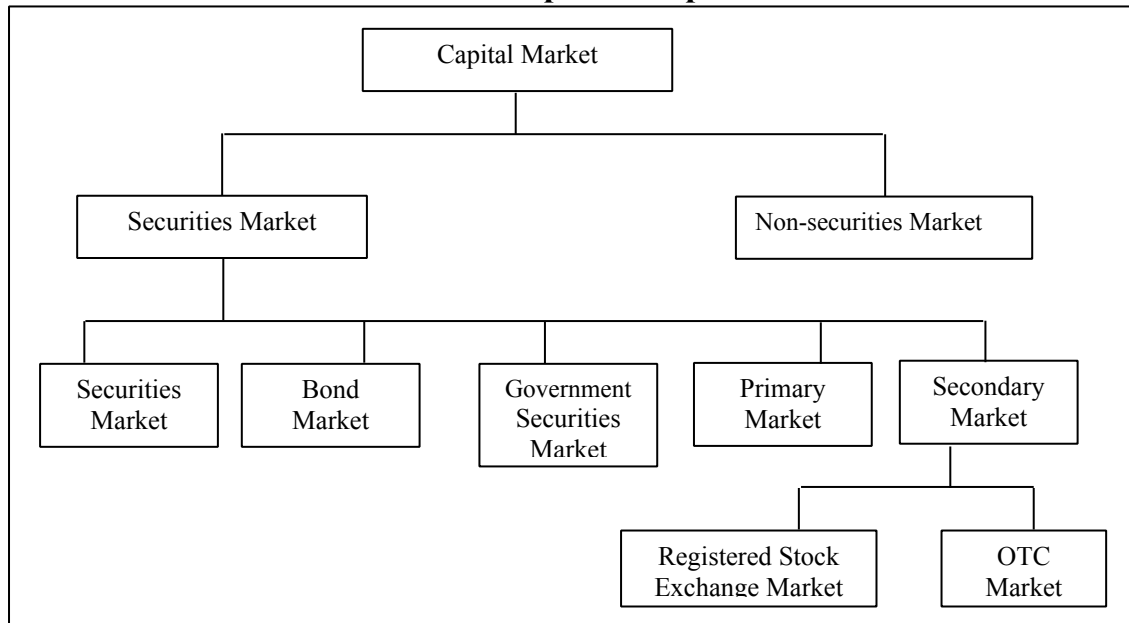 Capital Market
Securities Market
Non-securities Market
Securities
Market
Bond
Market
Government
Securities
Market
Primary
Market
Secondary
Market
Registered Stock
Exchange Market
OTC
Market